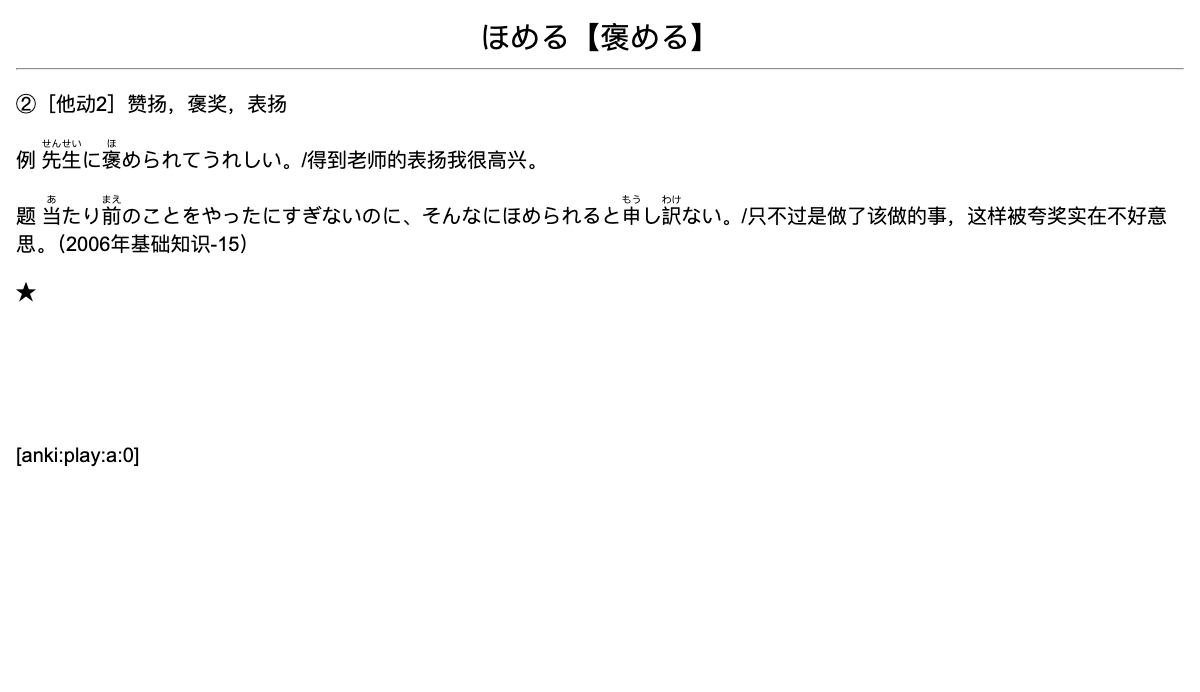 ほめる【褒める】
②［他动2］赞扬，褒奖，表扬
せんせい ほ
例 先生に褒められてうれしい。/得到老师的表扬我很高兴。
あ まえ もう わけ
题 当たり前のことをやったにすぎないのに、そんなにほめられると申し訳ない。/只不过是做了该做的事，这样被夸奖实在不好意
思。（2006年基础知识-15）
★
[anki:play:a:0]